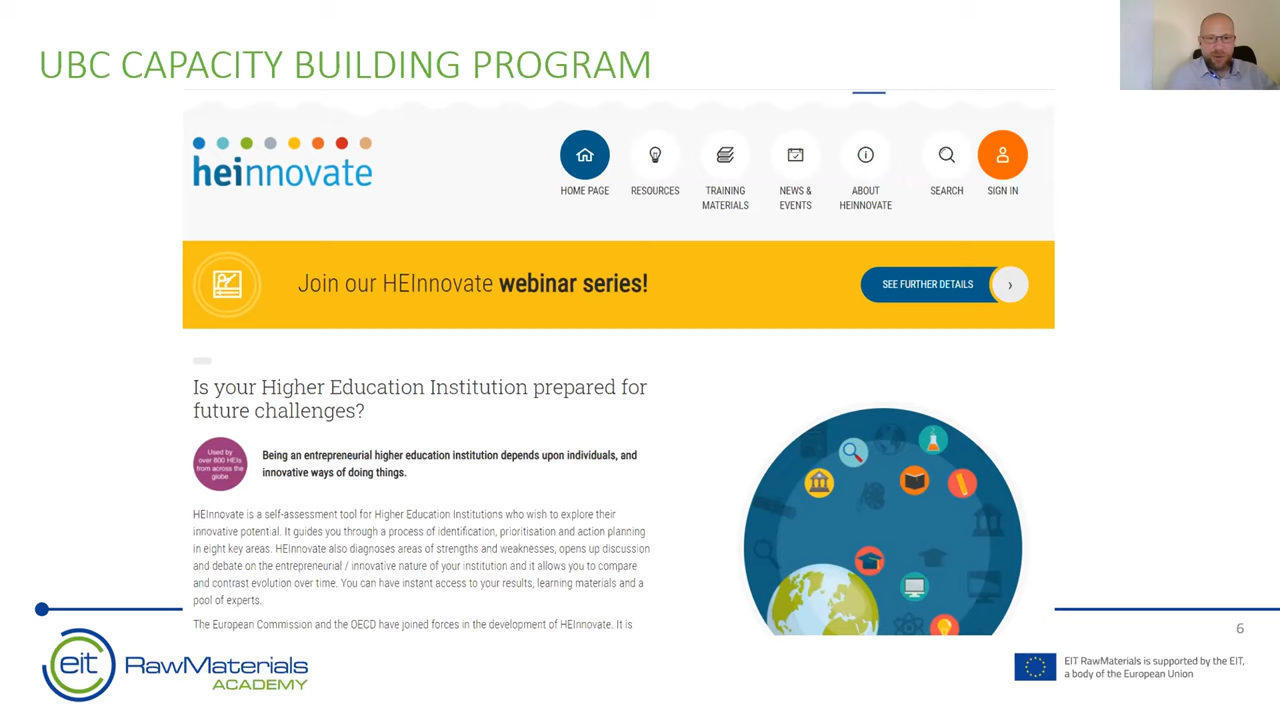 UBC CAPACITY BUILDING PROGRAM
heinnovate
HOME PAGE
RESOURCES
TRAINING
MATERIALS
NEWS &
EVENTS
ABOUT
HEINNOVATE
SEARCH
SIGN IN
Join our HEInnovate webinar series!
SEE FURTHER DETAILS
Is your Higher Education Institution prepared for
future challenges?
Used by
over 800 HEIs
from across the
globe
Being an entrepreneurial higher education institution depends upon individuals, and
innovative ways of doing things.
HEInnovate is a self-assessment tool for Higher Education Institutions who wish to explore their
innovative potential. It guides you through a process of identification, prioritisation and action planning
in eight key areas. HEInnovate also diagnoses areas of strengths and weaknesses, opens up discussion
and debate on the entrepreneurial / innovative nature of your institution and it allows you to compare
and contrast evolution over time. You can have instant access to your results, learning materials and a
pool of experts.
The European Commission and the OECD have joined forces in the development of HEInnovate. It is
6
eit RawMaterials
ACADEMY
EIT RawMaterials is supported by the EIT,
a body of the European Union